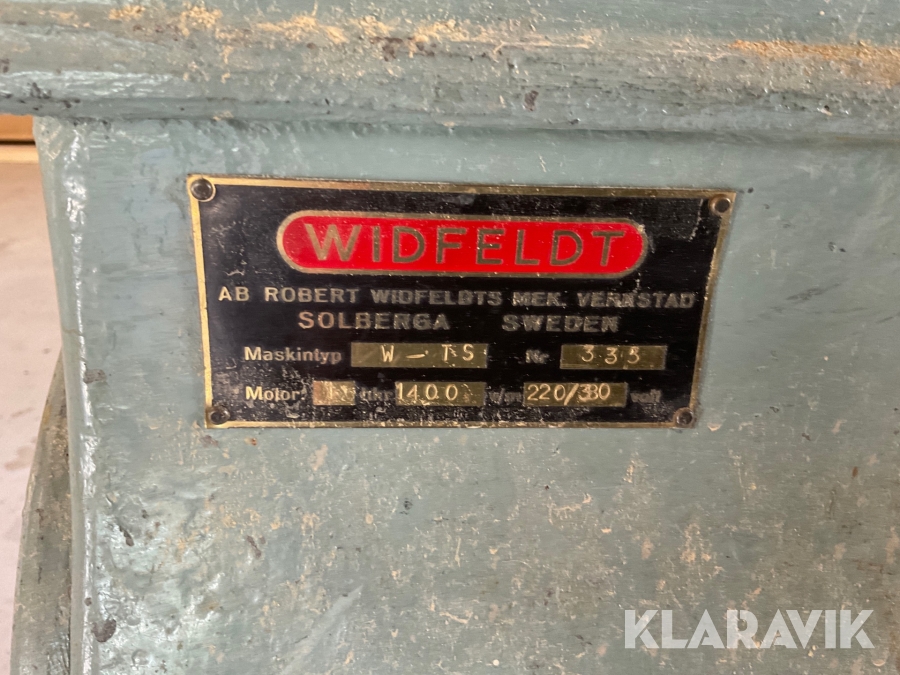 WIDFELDT
AB ROBERT WIDFELDTS MEK. VERKSTAD
SOLBERGA SWEDEN
Maskintyp W-TS Nr 335
Motor: 1400 v/m 220/380 volt
KLARAVIK